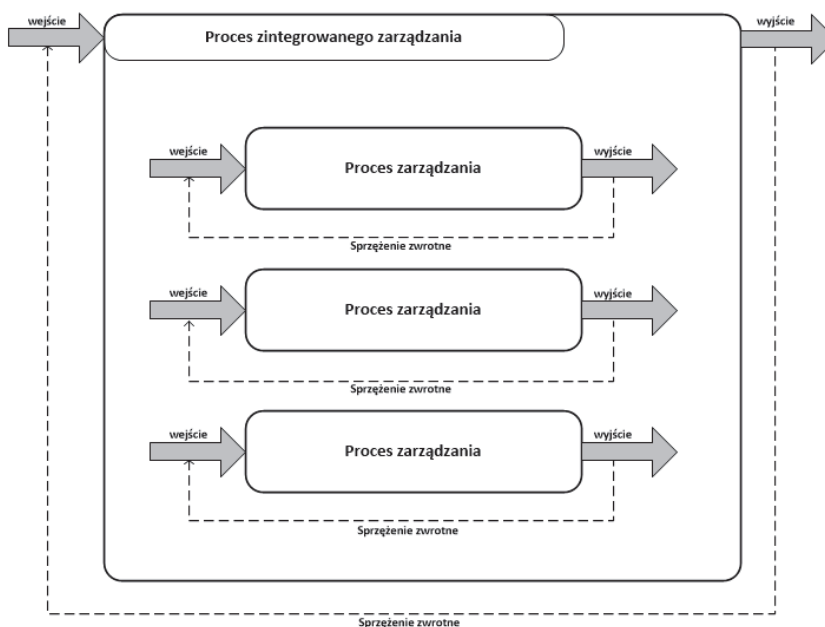 wejście
wyjście
Proces zintegrowanego zarządzania
wejście
wyjście
Proces zarządzania
Sprzężenie zwrotne
wejście
wyjście
Proces zarządzania
Sprzężenie zwrotne
wejście
wyjście
Proces zarządzania
Sprzężenie zwrotne
Sprzężenie zwrotne